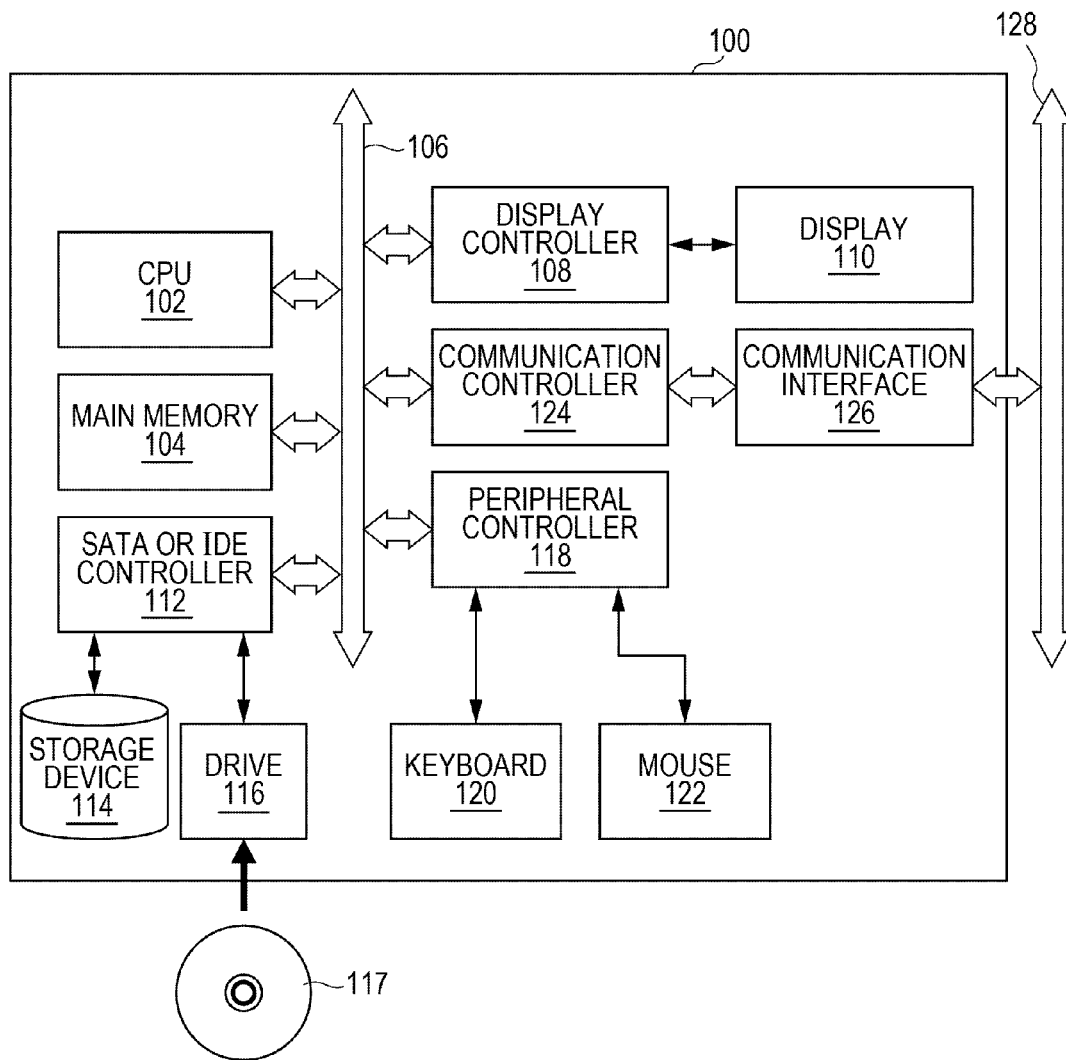 128
100
106
DISPLAY
CONTROLLER
108
DISPLAY
110
CPU
102
COMMUNICATION
CONTROLLER
124
COMMUNICATION
INTERFACE
126
MAIN MEMORY
104
PERIPHERAL
CONTROLLER
118
SATA OR IDE
CONTROLLER
112
STORAGE
DEVICE
114
DRIVE
116
KEYBOARD
120
MOUSE
122
117